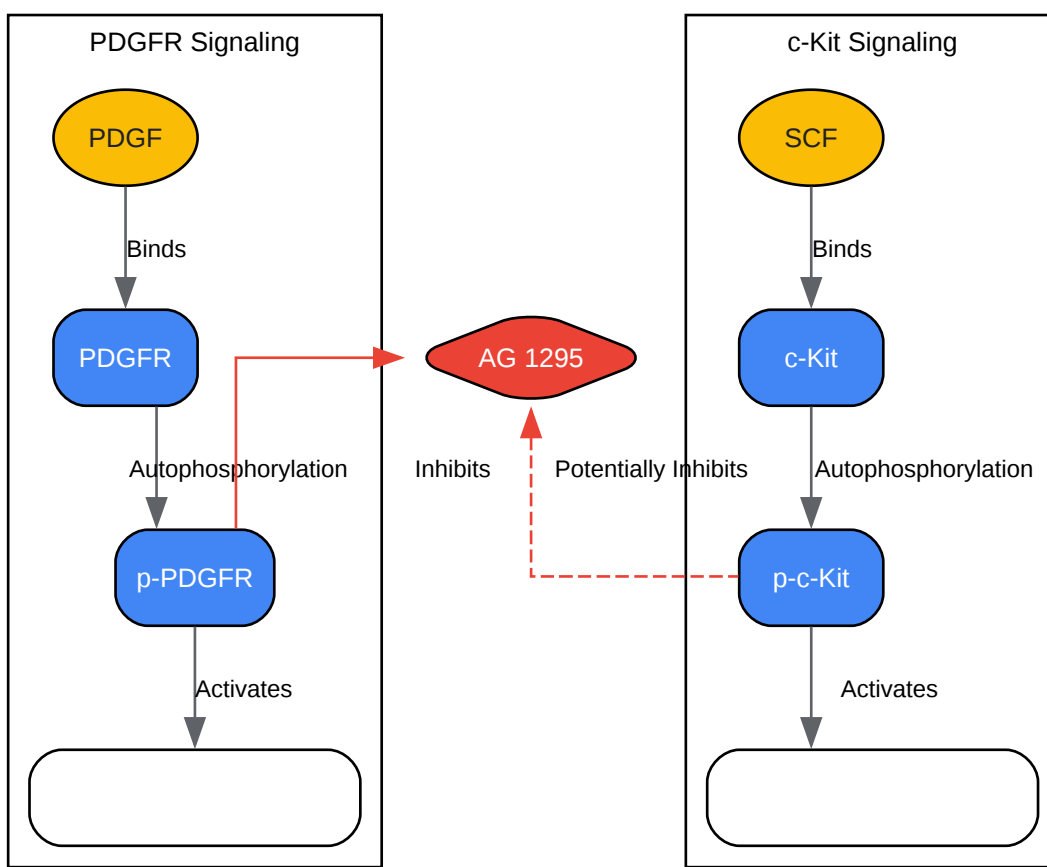 PDGFR Signaling
PDGF
Binds
PDGFR
Autophosphorylation
p-PDGFR
Activates
AG 1295
Inhibits
Potentially Inhibits
c-Kit Signaling
SCF
Binds
c-Kit
Autophosphorylation
p-c-Kit
Activates